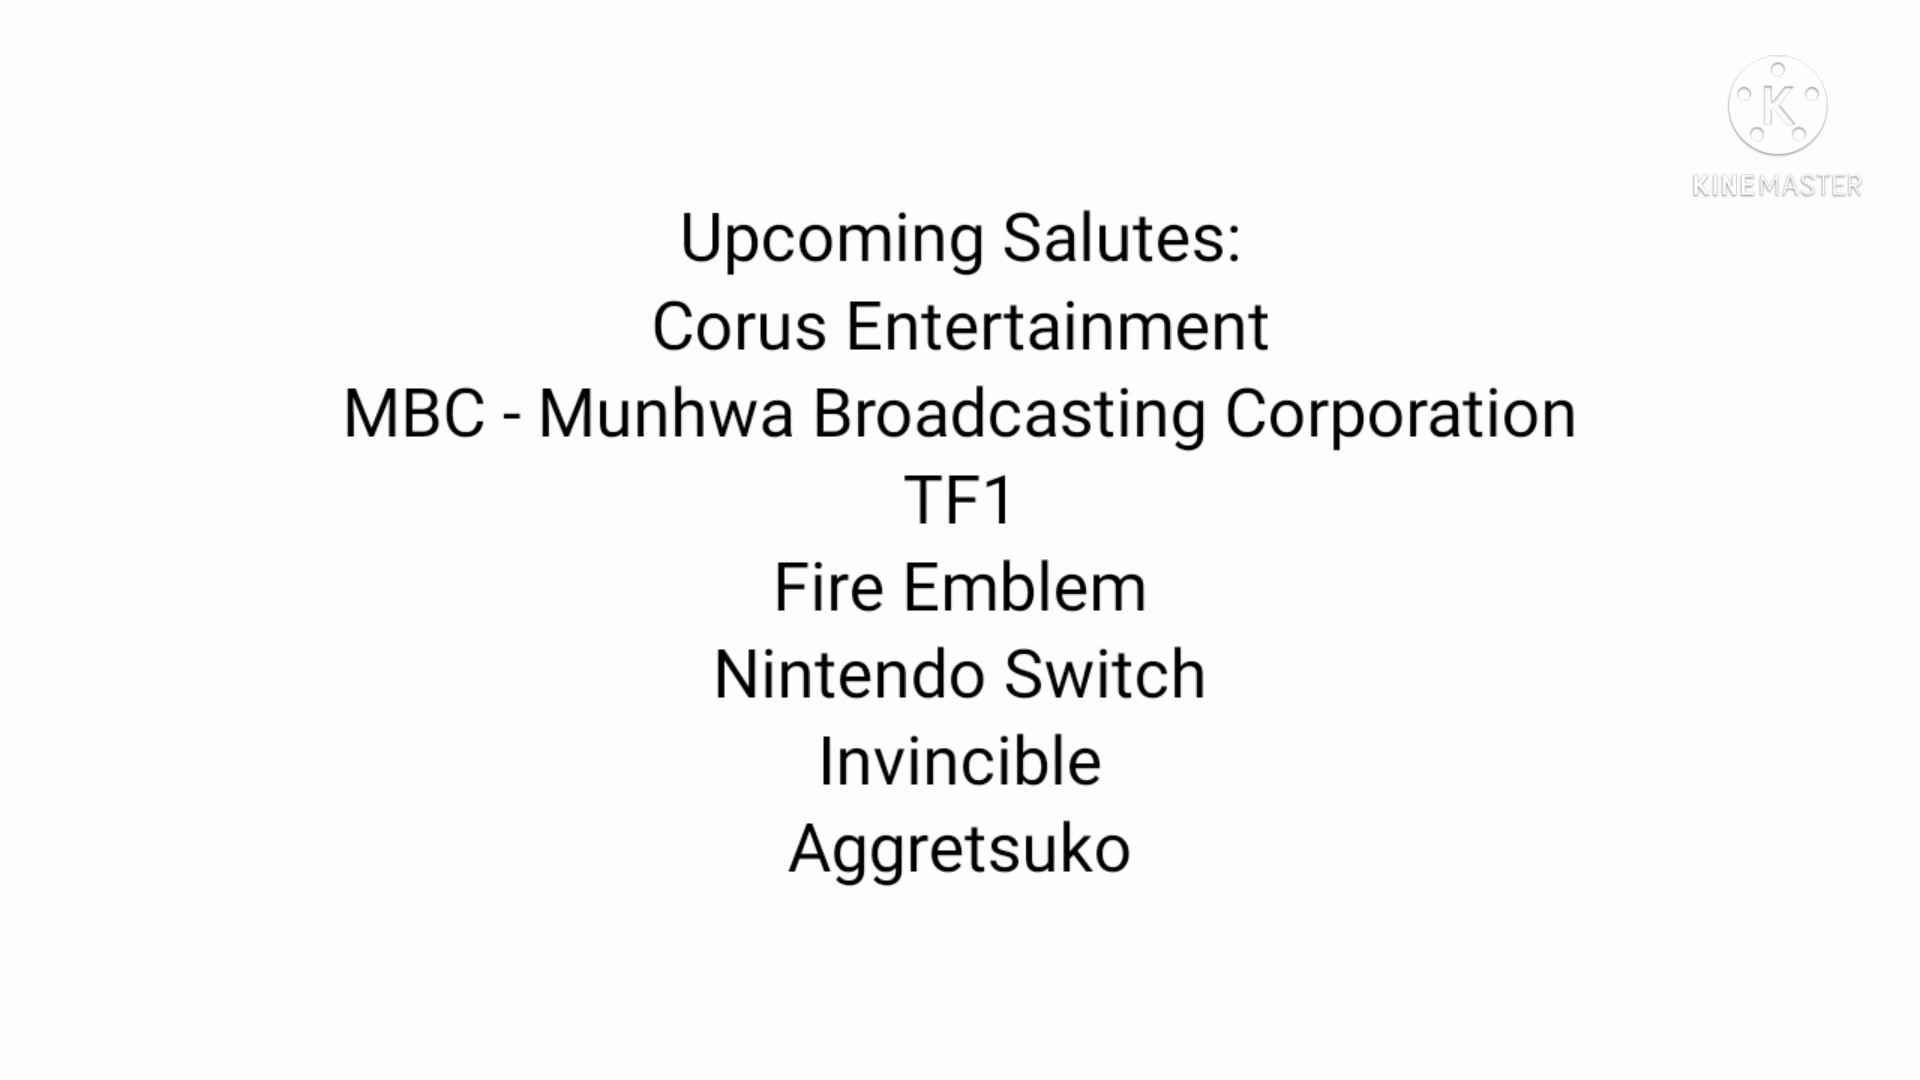 K
KINEMASTER
Upcoming Salutes:
Corus Entertainment
MBC - Munhwa Broadcasting Corporation
TF1
Fire Emblem
Nintendo Switch
Invincible
Aggretsuko